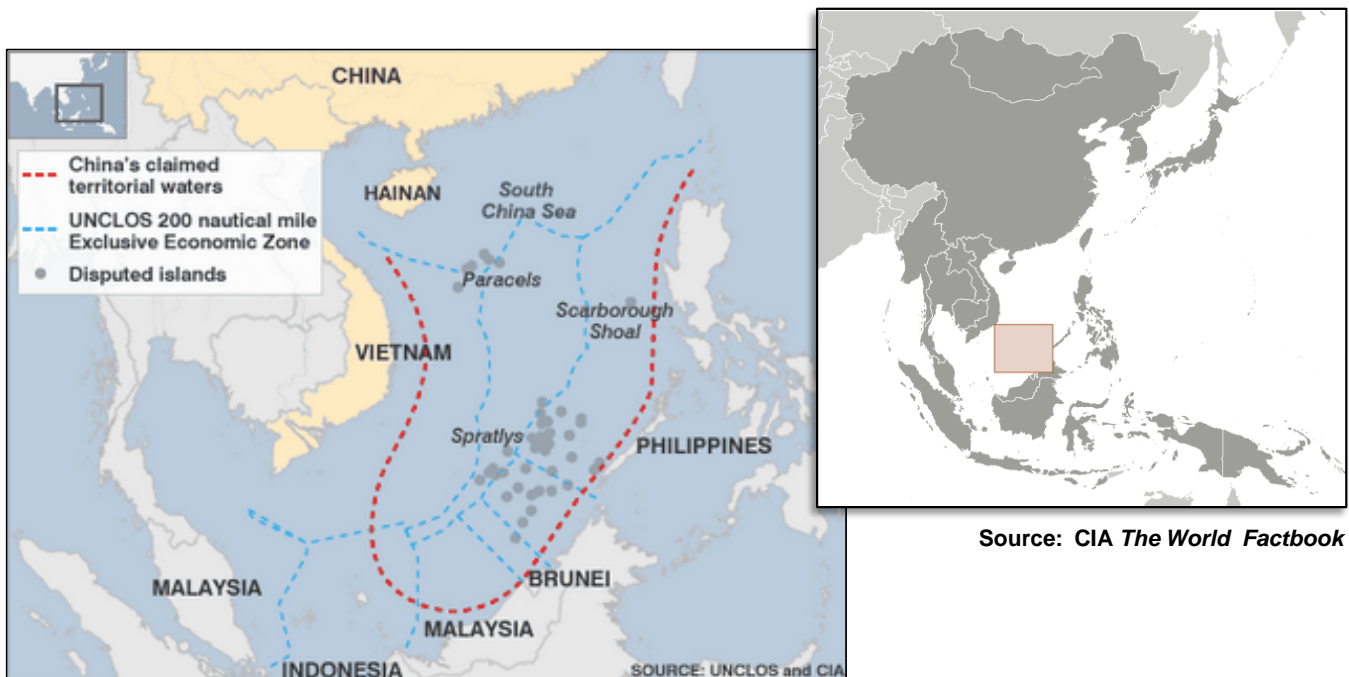 CHINA
China's claimed
territorial waters
UNCLOS 200 nautical mile
Exclusive Economic Zone
Disputed islands
HAINAN
South
China Sea
Paracels
Scarborough
Shoal
VIETNAM
Spratlys
PHILIPPINES
MALAYSIA
BRUNEI
MALAYSIA
INDONESIA
SOURCE: UNCLOS and CIA
Source: CIA The World Factbook